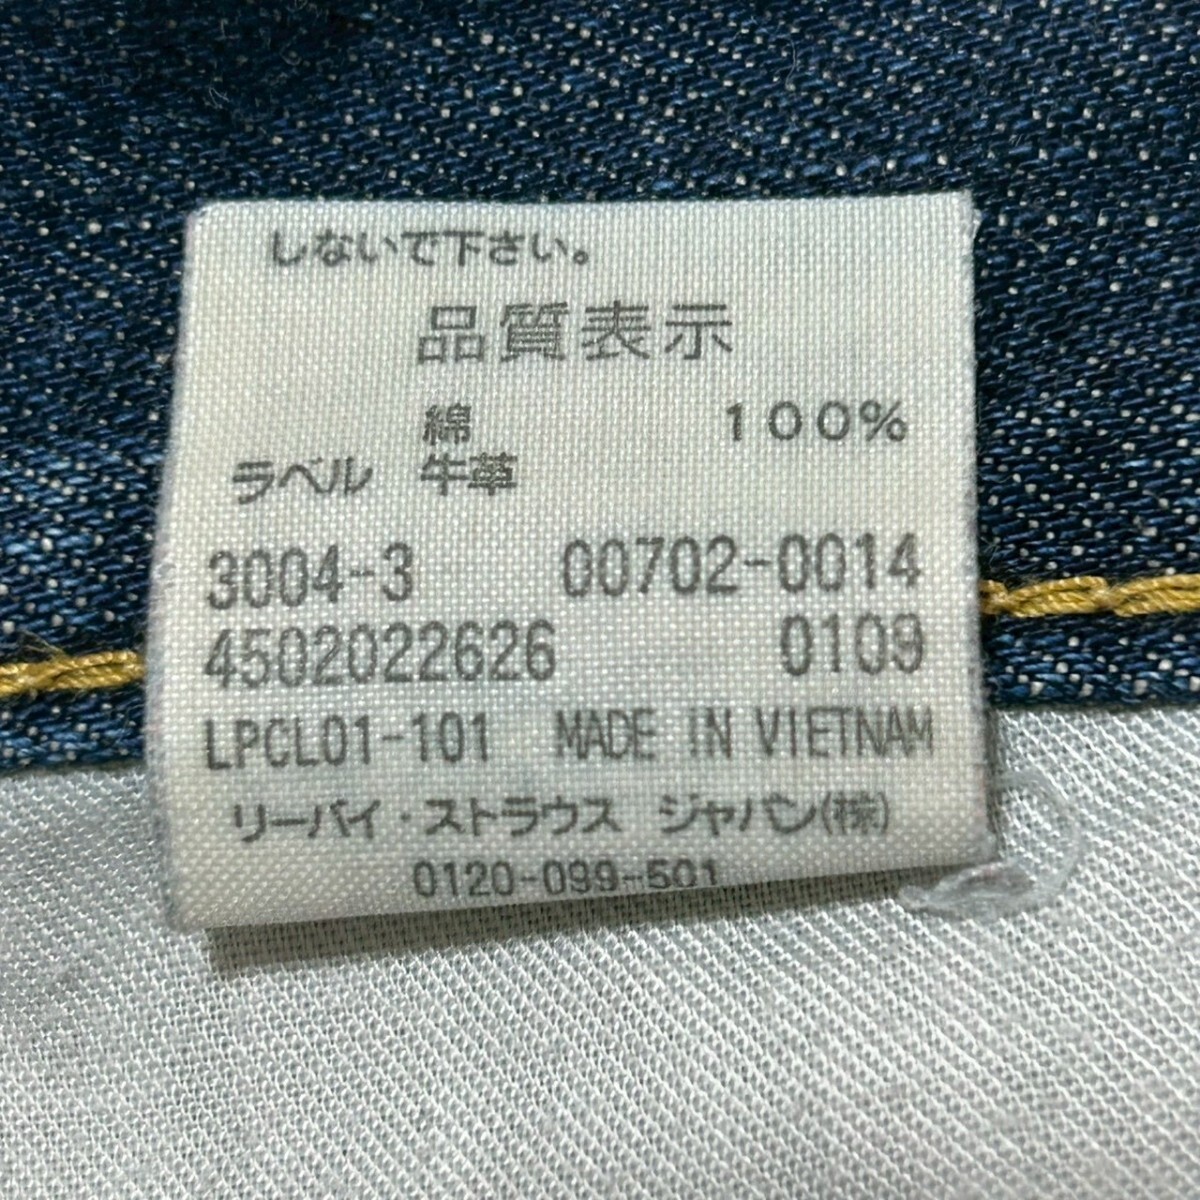 しないで下さい。
品質表示
綿 100%
ラベル 牛革
3004-3 00702-0014
4502022626 0109
LPCL01-101 MADE IN VIETNAM
リーバイ・ストラウス ジャパン(株)
0120-099-501